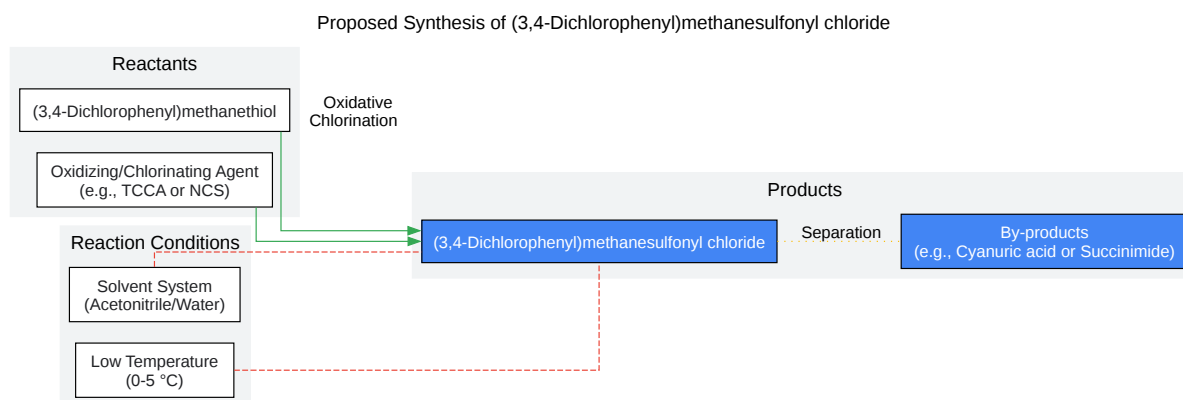 Proposed Synthesis of (3,4-Dichlorophenyl)methanesulfonyl chloride
Reactants
(3,4-Dichlorophenyl)methanethiol
Oxidative
Chlorination
Oxidizing/Chlorinating Agent
(e.g., TCCA or NCS)
Products
(3,4-Dichlorophenyl)methanesulfonyl chloride
Separation
By-products
(e.g., Cyanuric acid or Succinimide)
Reaction Conditions
Solvent System
(Acetonitrile/Water)
Low Temperature
(0-5 °C)